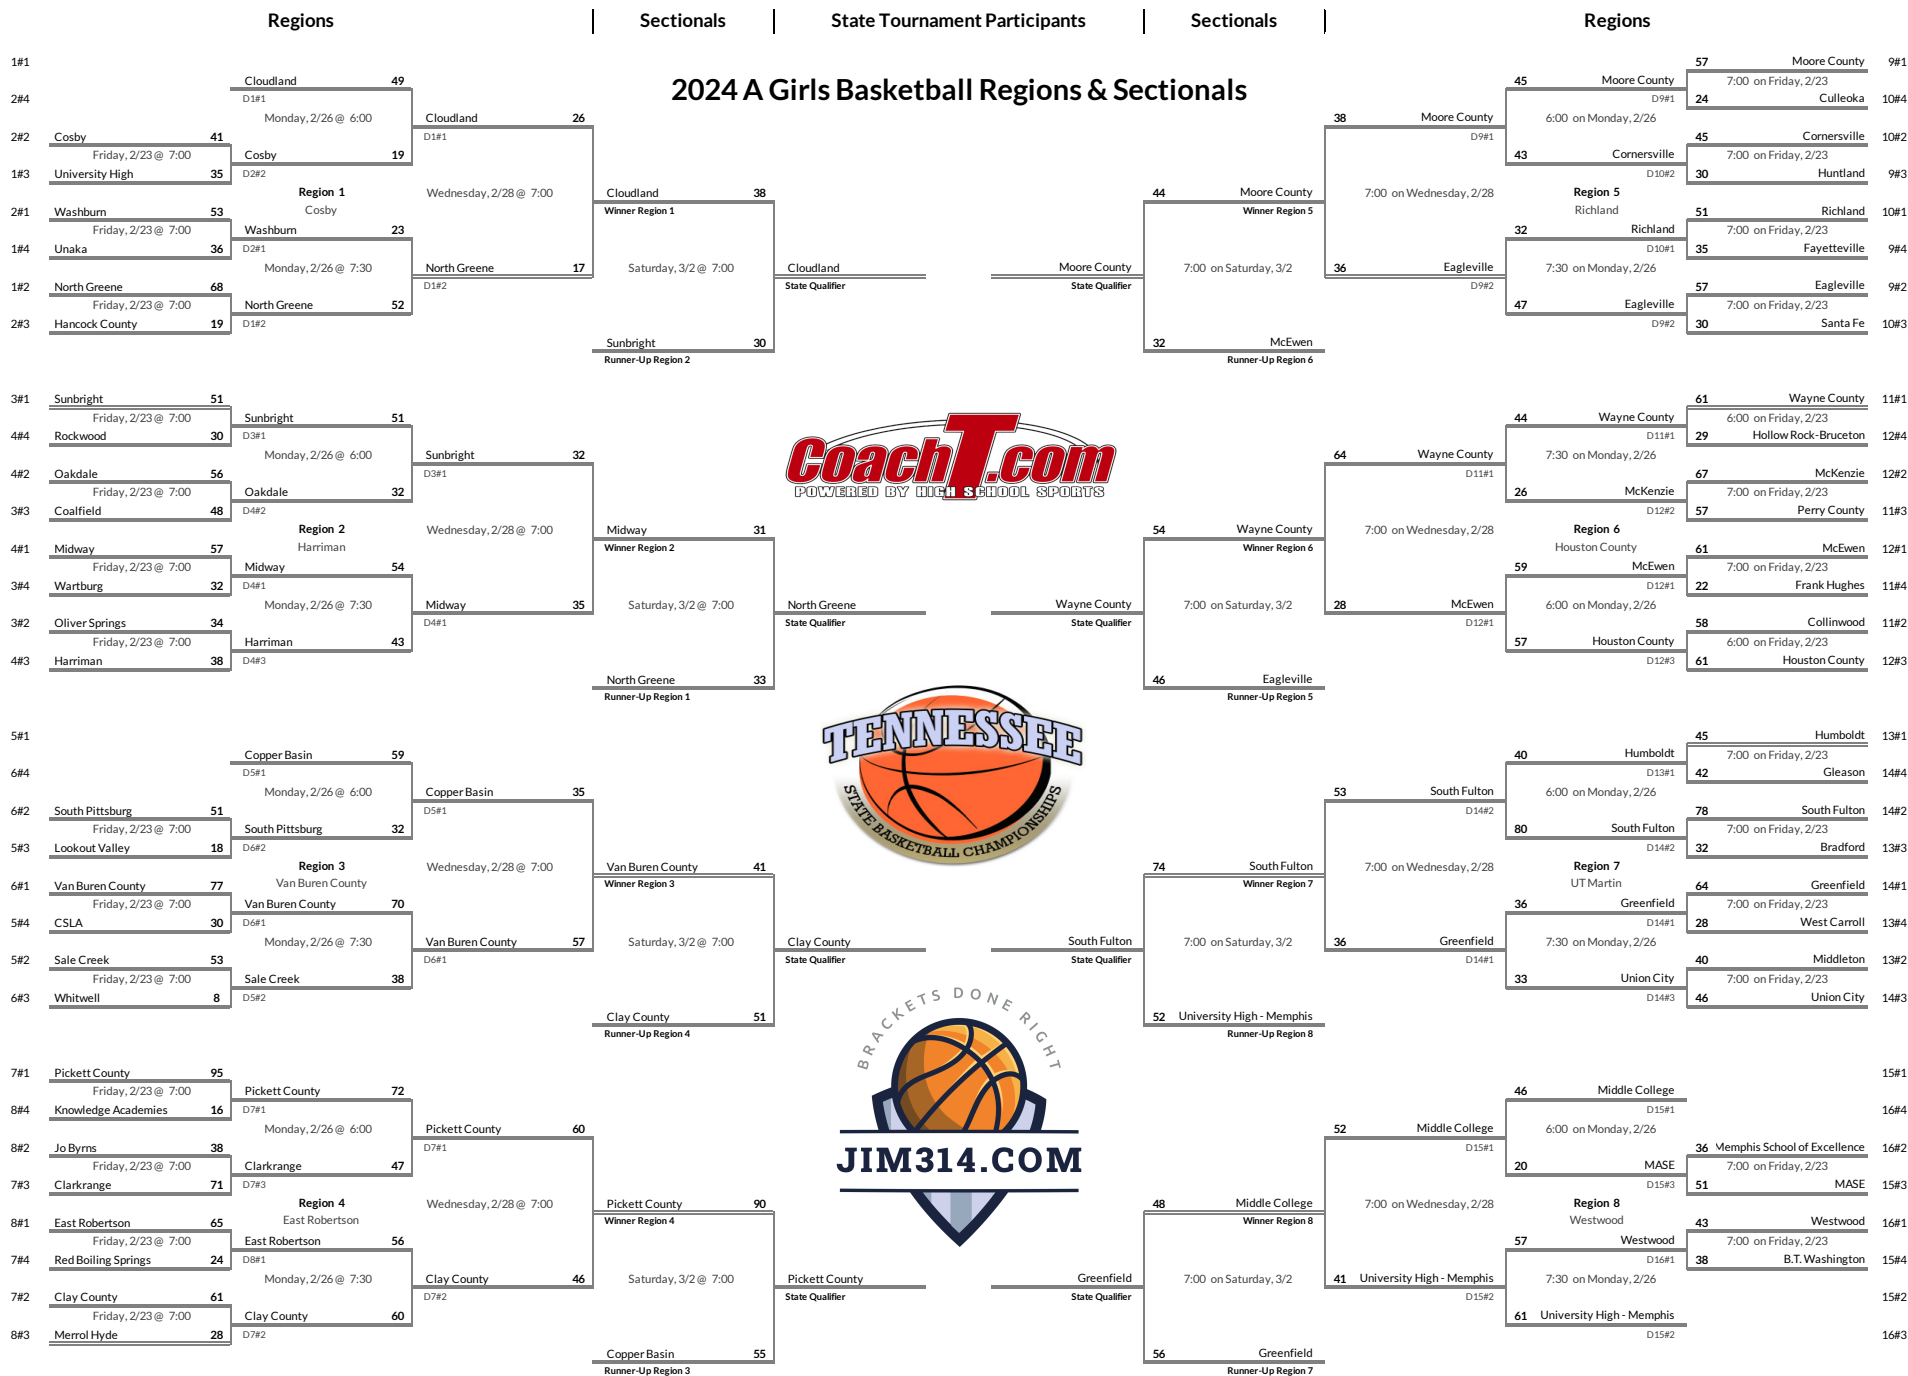 Regions
Sectionals
State Tournament Participants
Sectionals
Regions
2024 A Girls Basketball Regions & Sectionals
1#1
2#4
2#2 Cosby 41
Friday, 2/23 @ 7:00
1#3 University High 35
2#1 Washburn 53
Friday, 2/23 @ 7:00
1#4 Unaka 36
1#2 North Greene 68
Friday, 2/23 @ 7:00
2#3 Hancock County 19
Cloudland 49
D1#1
Monday, 2/26 @ 6:00
Cosby 19
D2#2
Region 1
Cosby
Washburn 23
D2#1
Monday, 2/26 @ 7:30
North Greene 52
D1#2
Cloudland 26
D1#1
Wednesday, 2/28 @ 7:00
North Greene 17
D1#2
Cloudland 38
Winner Region 1
Saturday, 3/2 @ 7:00
Sunbright 30
Runner-Up Region 2
Cloudland
State Qualifier
3#1 Sunbright 51
Friday, 2/23 @ 7:00
4#4 Rockwood 30
4#2 Oakdale 56
Friday, 2/23 @ 7:00
3#3 Coalfield 48
4#1 Midway 57
Friday, 2/23 @ 7:00
3#4 Wartburg 32
3#2 Oliver Springs 34
Friday, 2/23 @ 7:00
4#3 Harriman 38
Sunbright 51
D3#1
Monday, 2/26 @ 6:00
Oakdale 32
D4#2
Region 2
Harriman
Midway 54
D4#1
Monday, 2/26 @ 7:30
Harriman 43
D4#3
Sunbright 32
D3#1
Wednesday, 2/28 @ 7:00
Midway 35
D4#1
Midway 31
Winner Region 2
Saturday, 3/2 @ 7:00
North Greene 33
Runner-Up Region 1
North Greene
State Qualifier
5#1
6#4
6#2 South Pittsburg 51
Friday, 2/23 @ 7:00
5#3 Lookout Valley 18
6#1 Van Buren County 77
Friday, 2/23 @ 7:00
5#4 CSLA 30
5#2 Sale Creek 53
Friday, 2/23 @ 7:00
6#3 Whitwell 8
Copper Basin 59
D5#1
Monday, 2/26 @ 6:00
South Pittsburg 32
D6#2
Region 3
Van Buren County
Van Buren County 70
D6#1
Monday, 2/26 @ 7:30
Sale Creek 38
D5#2
Copper Basin 35
D5#1
Wednesday, 2/28 @ 7:00
Van Buren County 57
D6#1
Van Buren County 41
Winner Region 3
Saturday, 3/2 @ 7:00
Clay County 51
Runner-Up Region 4
Clay County
State Qualifier
7#1 Pickett County 95
Friday, 2/23 @ 7:00
8#4 Knowledge Academies 16
8#2 Jo Byrns 38
Friday, 2/23 @ 7:00
7#3 Clarkrange 71
8#1 East Robertson 65
Friday, 2/23 @ 7:00
7#4 Red Boiling Springs 24
7#2 Clay County 61
Friday, 2/23 @ 7:00
8#3 Merrol Hyde 28
Pickett County 72
D7#1
Monday, 2/26 @ 6:00
Clarkrange 47
D7#3
Region 4
East Robertson
East Robertson 56
D8#1
Monday, 2/26 @ 7:30
Clay County 60
D7#2
Pickett County 60
D7#1
Wednesday, 2/28 @ 7:00
Clay County 46
D7#2
Pickett County 90
Winner Region 4
Saturday, 3/2 @ 7:00
Copper Basin 55
Runner-Up Region 3
Pickett County
State Qualifier
CoachT.com
POWERED BY HIGH SCHOOL SPORTS
TENNESSEE
STATE BASKETBALL CHAMPIONSHIPS
BRACKETS DONE RIGHT
JIM314.COM
Moore County
State Qualifier
44 Moore County
Winner Region 5
7:00 on Saturday, 3/2
32 McEwen
Runner-Up Region 6
38 Moore County
D9#1
7:00 on Wednesday, 2/28
36 Eagleville
D9#2
45 Moore County
D9#1
6:00 on Monday, 2/26
43 Cornersville
D10#2
Region 5
Richland
32 Richland
D10#1
7:30 on Monday, 2/26
47 Eagleville
D9#2
57 Moore County 9#1
7:00 on Friday, 2/23
24 Culleoka 10#4
45 Cornersville 10#2
7:00 on Friday, 2/23
30 Huntland 9#3
51 Richland 10#1
7:00 on Friday, 2/23
35 Fayetteville 9#4
57 Eagleville 9#2
7:00 on Friday, 2/23
30 Santa Fe 10#3
Wayne County
State Qualifier
54 Wayne County
Winner Region 6
7:00 on Saturday, 3/2
46 Eagleville
Runner-Up Region 5
64 Wayne County
D11#1
7:00 on Wednesday, 2/28
28 McEwen
D12#1
44 Wayne County
D11#1
7:30 on Monday, 2/26
26 McKenzie
D12#2
Region 6
Houston County
59 McEwen
D12#1
6:00 on Monday, 2/26
57 Houston County
D12#3
61 Wayne County 11#1
6:00 on Friday, 2/23
29 Hollow Rock-Bruceton 12#4
67 McKenzie 12#2
7:00 on Friday, 2/23
57 Perry County 11#3
61 McEwen 12#1
7:00 on Friday, 2/23
22 Frank Hughes 11#4
58 Collinwood 11#2
6:00 on Friday, 2/23
61 Houston County 12#3
South Fulton
State Qualifier
74 South Fulton
Winner Region 7
7:00 on Saturday, 3/2
52 University High - Memphis
Runner-Up Region 8
53 South Fulton
D14#2
7:00 on Wednesday, 2/28
36 Greenfield
D14#1
40 Humboldt
D13#1
6:00 on Monday, 2/26
80 South Fulton
D14#2
Region 7
UT Martin
36 Greenfield
D14#1
7:30 on Monday, 2/26
33 Union City
D14#3
45 Humboldt 13#1
7:00 on Friday, 2/23
42 Gleason 14#4
78 South Fulton 14#2
7:00 on Friday, 2/23
32 Bradford 13#3
64 Greenfield 14#1
7:00 on Friday, 2/23
28 West Carroll 13#4
40 Middleton 13#2
7:00 on Friday, 2/23
46 Union City 14#3
Greenfield
State Qualifier
48 Middle College
Winner Region 8
7:00 on Saturday, 3/2
56 Greenfield
Runner-Up Region 7
52 Middle College
D15#1
7:00 on Wednesday, 2/28
41 University High - Memphis
D15#2
46 Middle College
D15#1
6:00 on Monday, 2/26
20 MASE
D15#3
Region 8
Westwood
57 Westwood
D16#1
7:30 on Monday, 2/26
61 University High - Memphis
D15#2
15#1
16#4
36 Memphis School of Excellence 16#2
7:00 on Friday, 2/23
51 MASE 15#3
43 Westwood 16#1
7:00 on Friday, 2/23
38 B.T. Washington 15#4
15#2
16#3